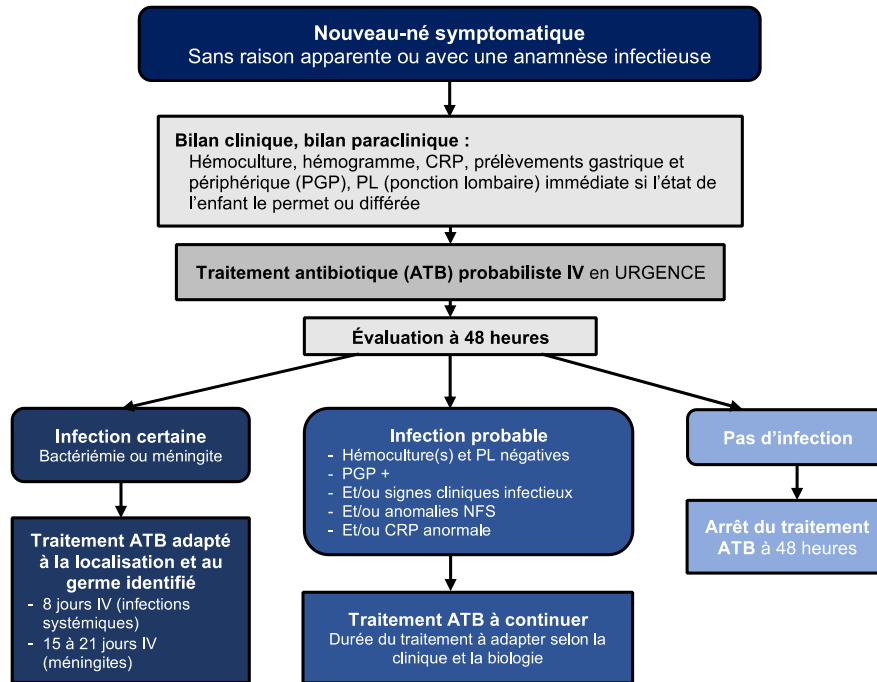 Nouveau-né symptomatique
Sans raison apparente ou avec une anamnèse infectieuse
Bilan clinique, bilan paraclinique :
Hémoculture, hémogramme, CRP, prélèvements gastrique et
périphérique (PGP), PL (ponction lombaire) immédiate si l'état de
l'enfant le permet ou différée
Traitement antibiotique (ATB) probabiliste IV en URGENCE
Évaluation à 48 heures
Infection certaine
Bactériémie ou méningite
Infection probable
- Hémoculture(s) et PL négatives
- PGP +
- Et/ou signes cliniques infectieux
- Et/ou anomalies NFS
- Et/ou CRP anormale
Pas d'infection
Traitement ATB adapté
à la localisation et au
germe identifié
- 8 jours IV (infections
systémiques)
- 15 à 21 jours IV
(méningites)
Traitement ATB à continuer
Durée du traitement à adapter selon la
clinique et la biologie
Arrêt du traitement
ATB à 48 heures